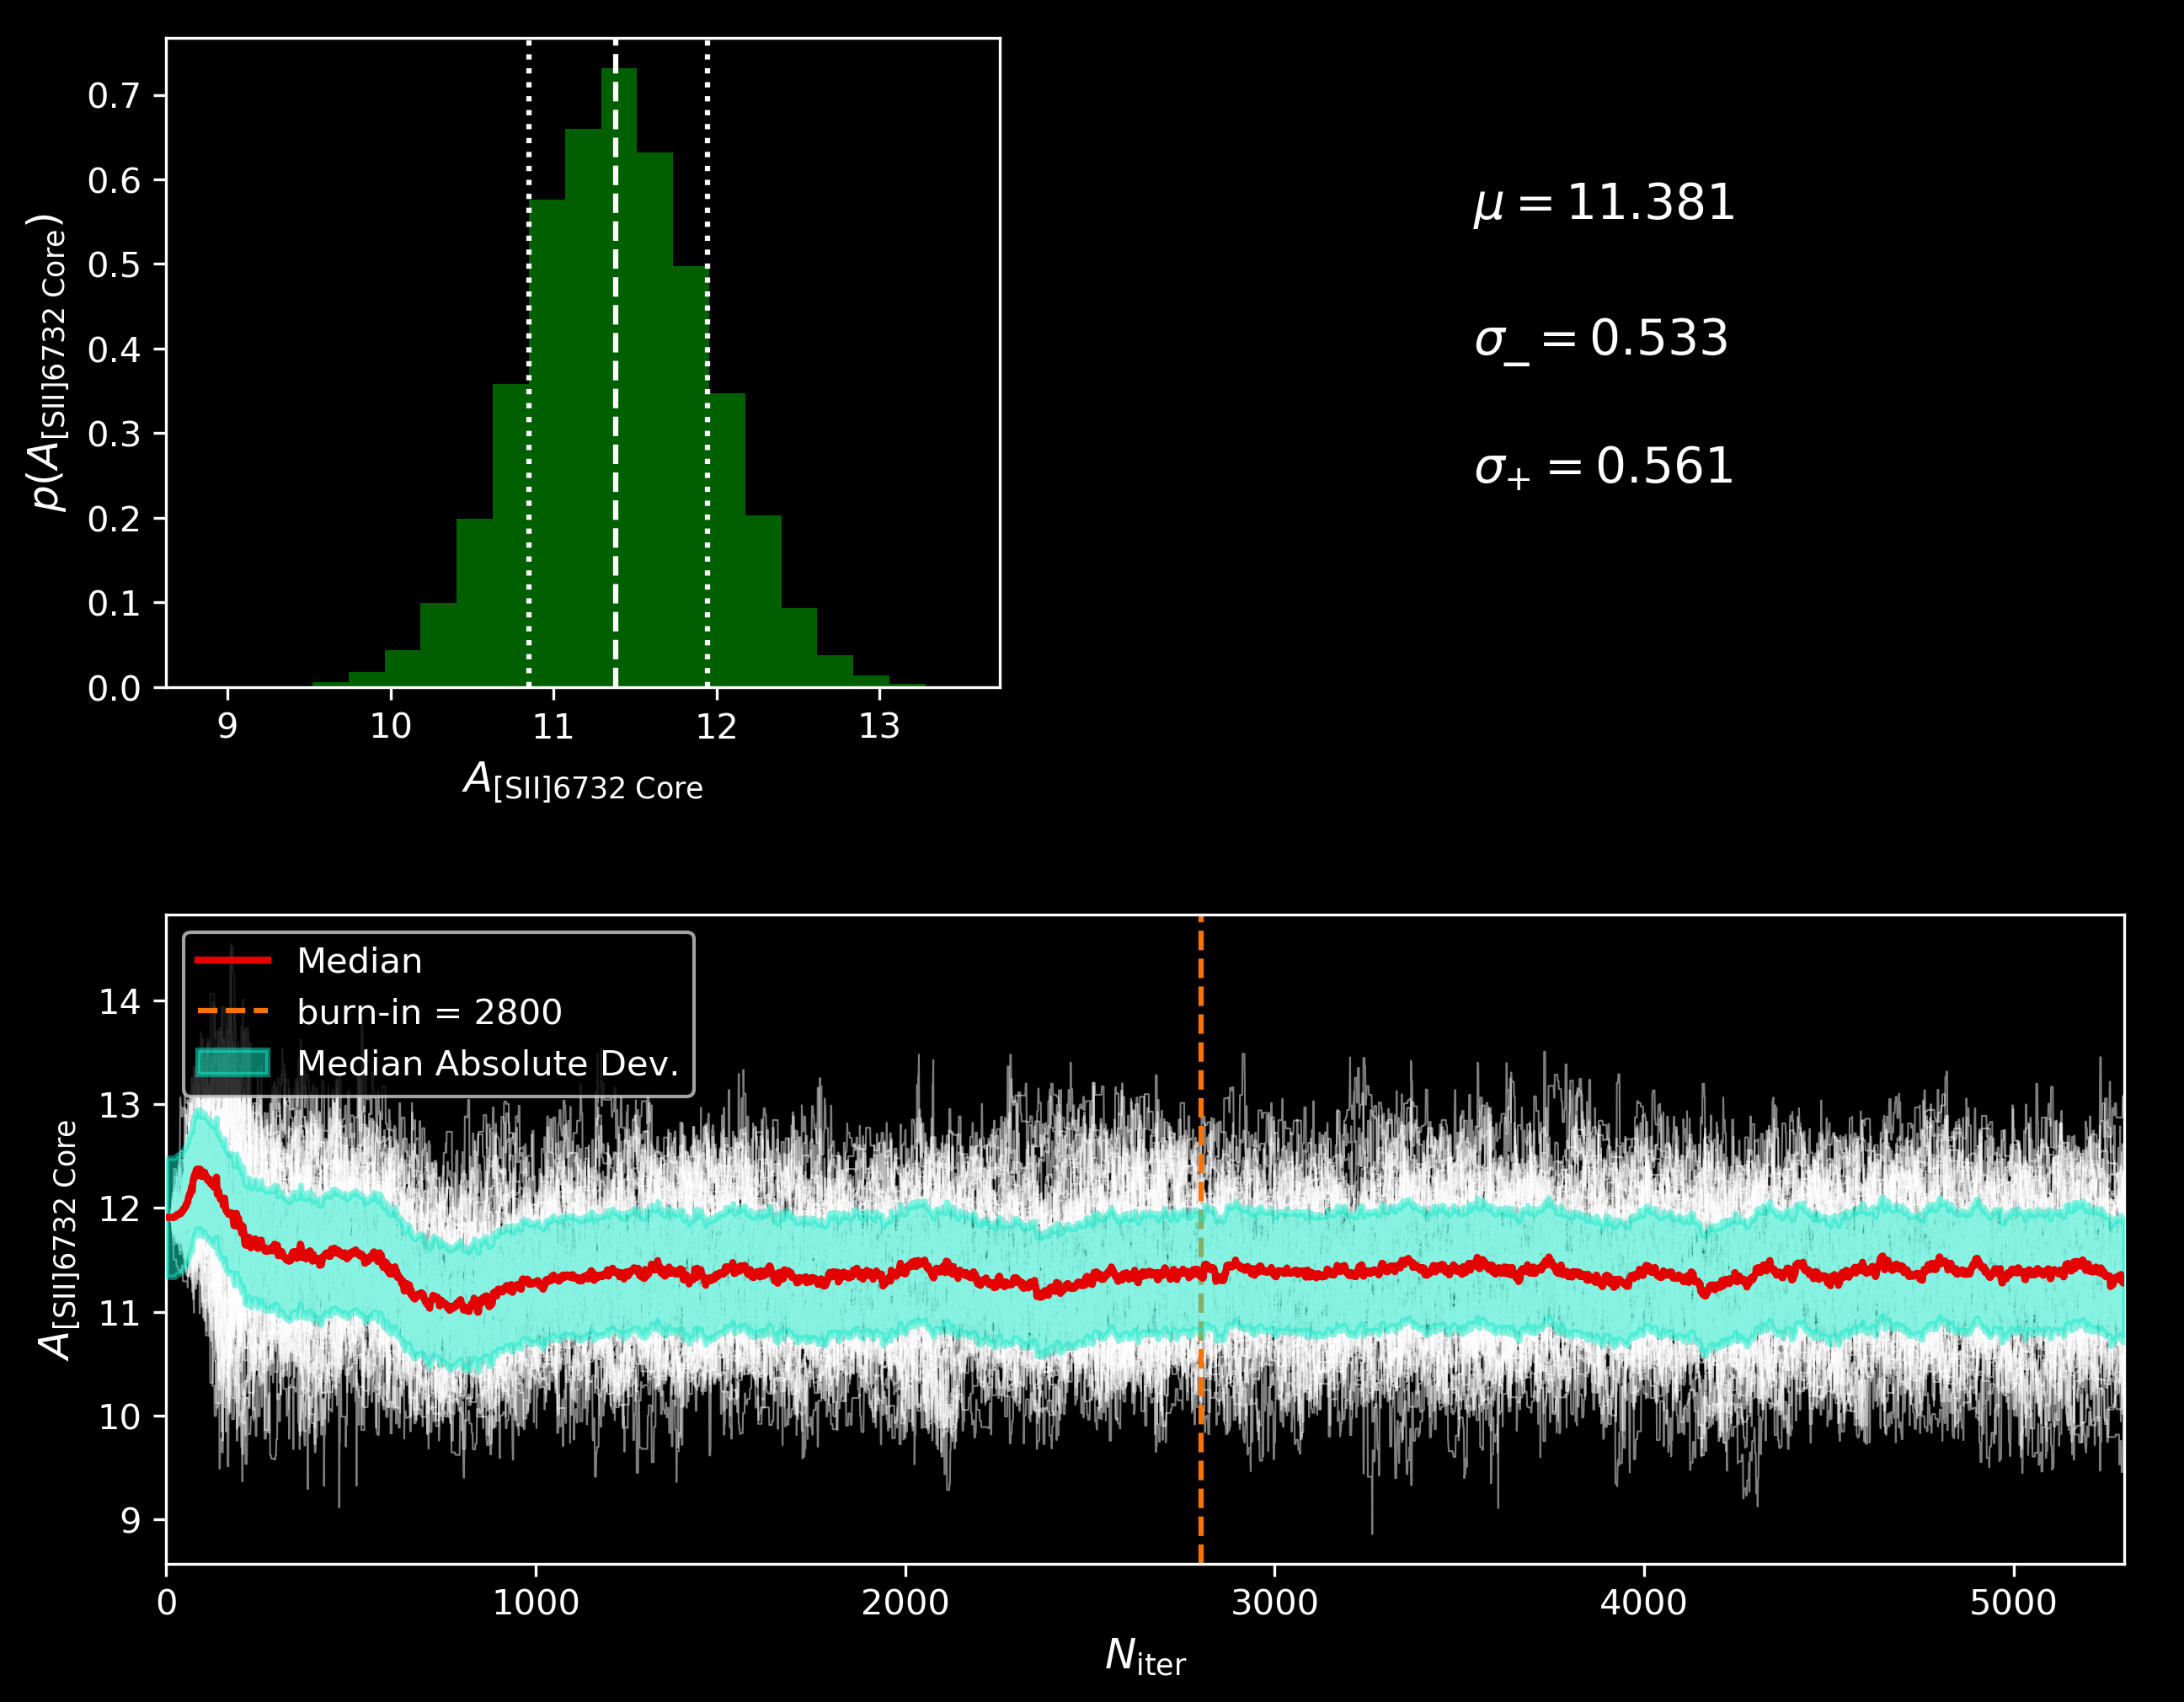 0.7
0.6
0.5
0.4
0.3
0.2
0.1
0.0
p(A[SII]6732 Core)
9 10 11 12 13
A[SII]6732 Core
μ = 11.381
σ− = 0.533
σ+ = 0.561
Median
burn-in = 2800
Median Absolute Dev.
14
13
12
11
10
9
A[SII]6732 Core
0 1000 2000 3000 4000 5000
Niter